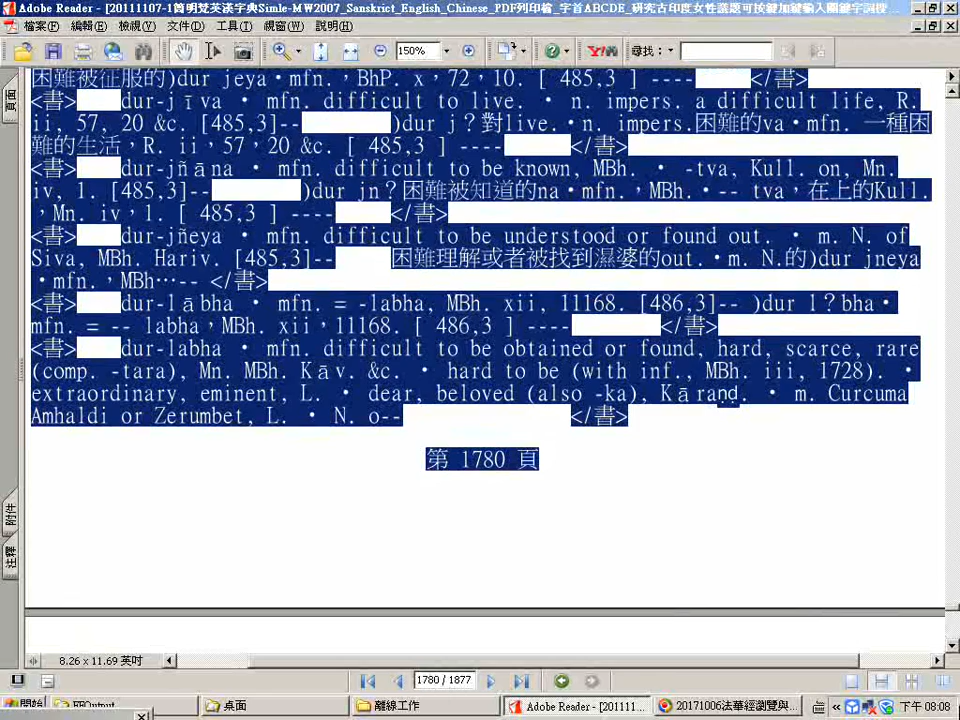 Adobe Reader - [20111107-1簡明梵英漢字典Simle-MW2007_Sanskrict_English_Chinese_PDF列印檔_字首ABCDE_研究古印度女性議題可按鍵加鍵輸入關鍵字詞搜
檔案(F) 編輯(E) 檢視(V) 文件(D) 工具(T) 視窗(W) 說明(H)
150% Y! 尋找：
頁面
困難被征服的)dur jeya‧mfn.，BhP. x，72，10. [ 485,3 ] ---- </書>
<書> dur-jīva ‧ mfn. difficult to live. ‧ n. impers. a difficult life, R.
ii, 57, 20 &c. [485,3]-- )dur j？對live.‧n. impers.困難的va‧mfn. 一種困
難的生活，R. ii，57，20 &c. [ 485,3 ] ---- </書>
<書> dur-jñāna ‧ mfn. difficult to be known, MBh. ‧ -tva, Kull. on, Mn.
iv, 1. [485,3]-- )dur jn？困難被知道的na‧mfn.，MBh.‧-- tva，在上的Kull.
，Mn. iv，1. [ 485,3 ] ---- </書>
<書> dur-jñeya ‧ mfn. difficult to be understood or found out. ‧ m. N. of
Siva, MBh. Hariv. [485,3]-- 困難理解或者被找到濕婆的out.‧m. N.的)dur jneya
‧mfn.，MBh…-- </書>
<書> dur-lābha ‧ mfn. = -labha, MBh. xii, 11168. [486,3]-- )dur l？bha‧
mfn. = -- labha，MBh. xii，11168. [ 486,3 ] ---- </書>
<書> dur-labha ‧ mfn. difficult to be obtained or found, hard, scarce, rare
(comp. -tara), Mn. MBh. Kāv. &c. ‧ hard to be (with inf., MBh. iii, 1728). ‧
extraordinary, eminent, L. ‧ dear, beloved (also -ka), Kāraṇḍ. ‧ m. Curcuma
Amhaldi or Zerumbet, L. ‧ N. o-- </書>
第 1780 頁
附件
注釋
8.26 x 11.69 英吋
1780 / 1877
開始 FFOutput 桌面 離線工作 Adobe Reader - [201111... 20171006法華經瀏覽與... 下午 08:08